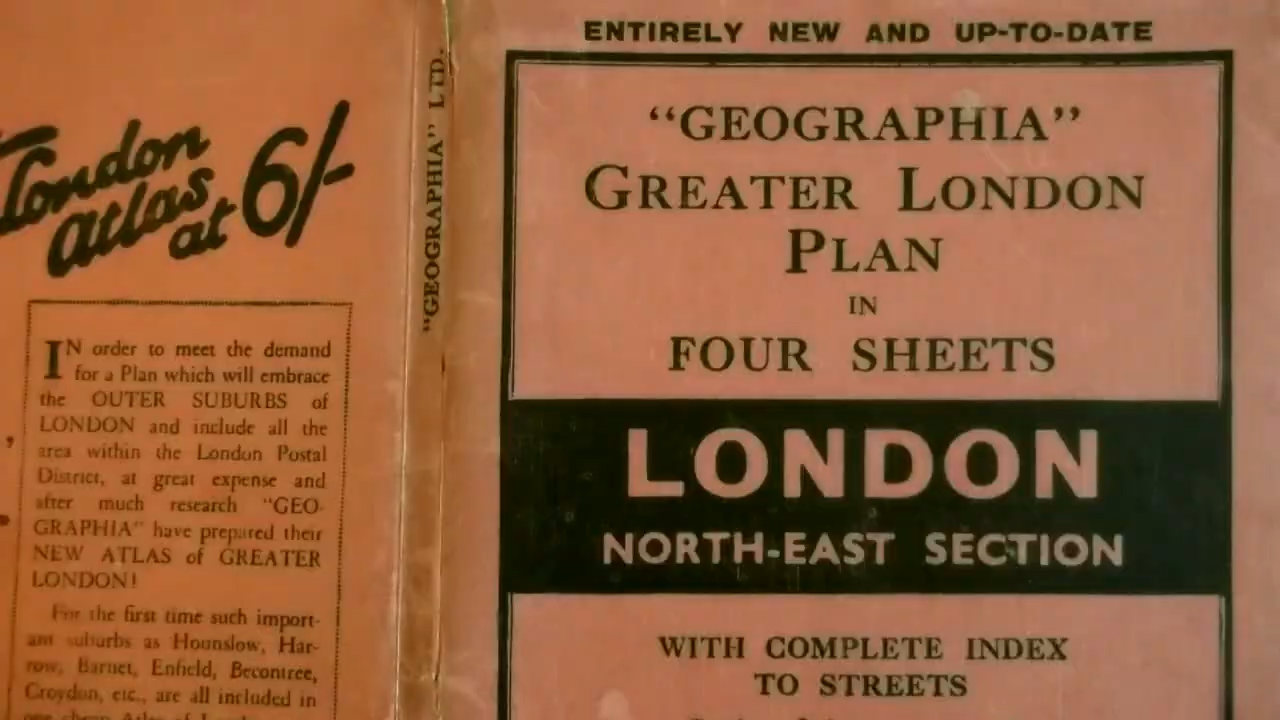 London
atlas
at 6/-
IN order to meet the demand
for a Plan which will embrace
the OUTER SUBURBS of
LONDON and include all the
area within the London Postal
District, at great expense and
after much research "GEO-
GRAPHIA" have prepared their
NEW ATLAS of GREATER
LONDON!
For the first time such import-
ant suburbs as Hounslow, Har-
row, Barnet, Enfield, Becontree,
Croydon, etc., are all included in
one cheap Atlas of
"GEOGRAPHIA" LTD.
ENTIRELY NEW AND UP-TO-DATE
"GEOGRAPHIA"
GREATER LONDON
PLAN
IN
FOUR SHEETS
LONDON
NORTH-EAST SECTION
WITH COMPLETE INDEX
TO STREETS